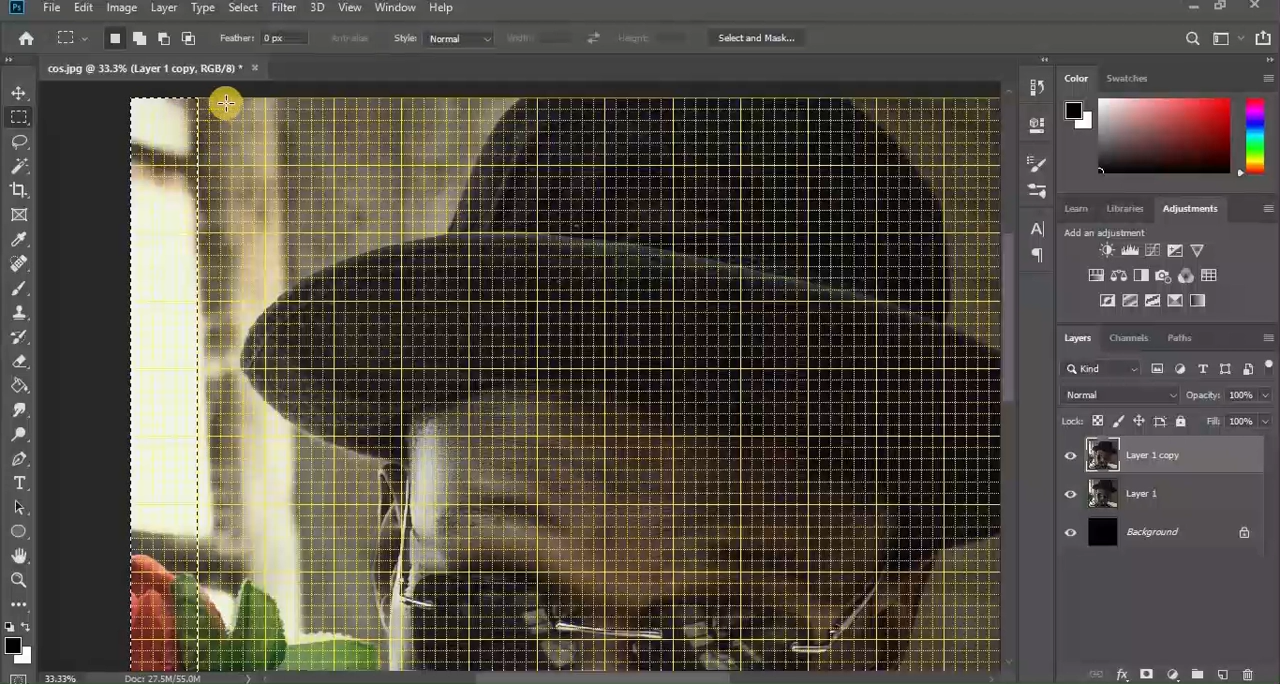 Ps File Edit Image Layer Type Select Filter 3D View Window Help
Feather: 0 px Anti-alias Style: Normal Width: Height: Select and Mask...
cos.jpg @ 33.3% (Layer 1 copy, RGB/8) *
Color Swatches
Learn Libraries Adjustments
Add an adjustment
Layers Channels Paths
Kind
Normal Opacity: 100%
Lock: Fill: 100%
Layer 1 copy
Layer 1
Background
33.33% Doc: 27.5M/55.0M